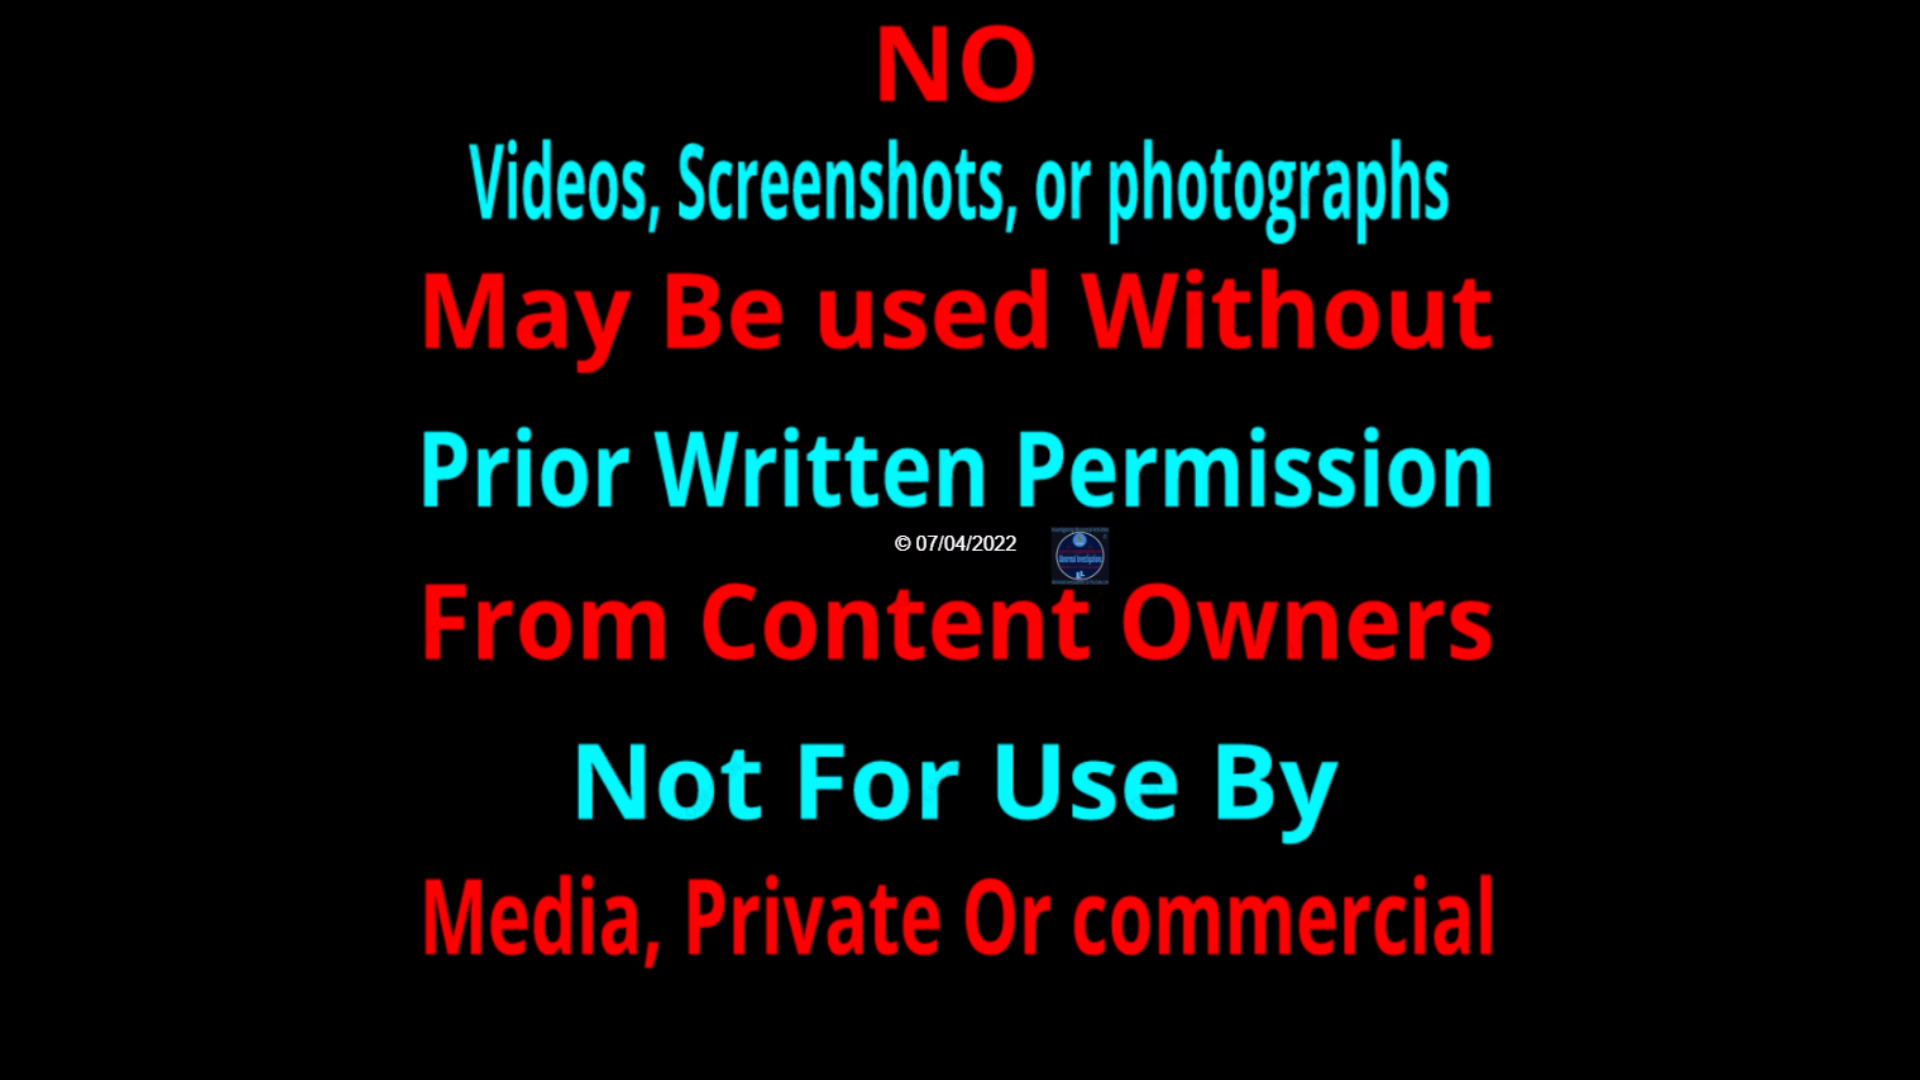 NO
Videos, Screenshots, or photographs
May Be used Without
Prior Written Permission
© 07/04/2022
From Content Owners
Not For Use By
Media, Private Or commercial